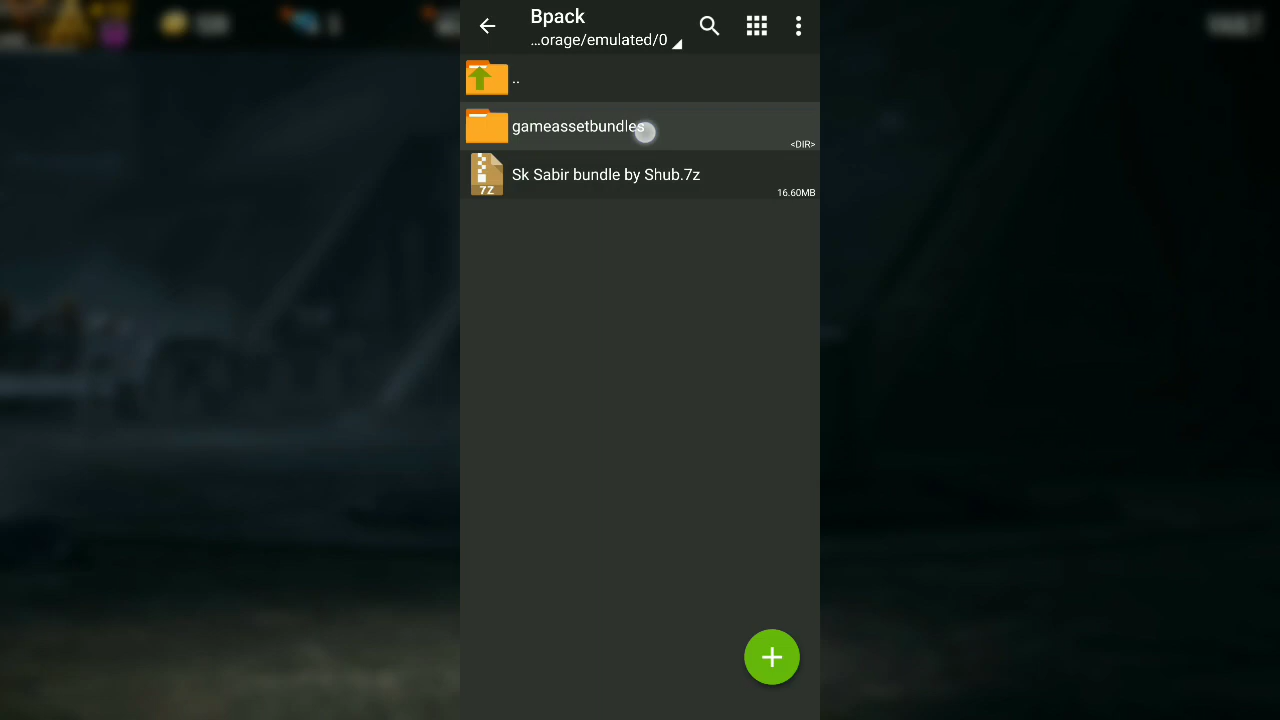 Bpack
...orage/emulated/0
..
gameassetbundles
<DIR>
7Z
Sk Sabir bundle by Shub.7z
16.60MB